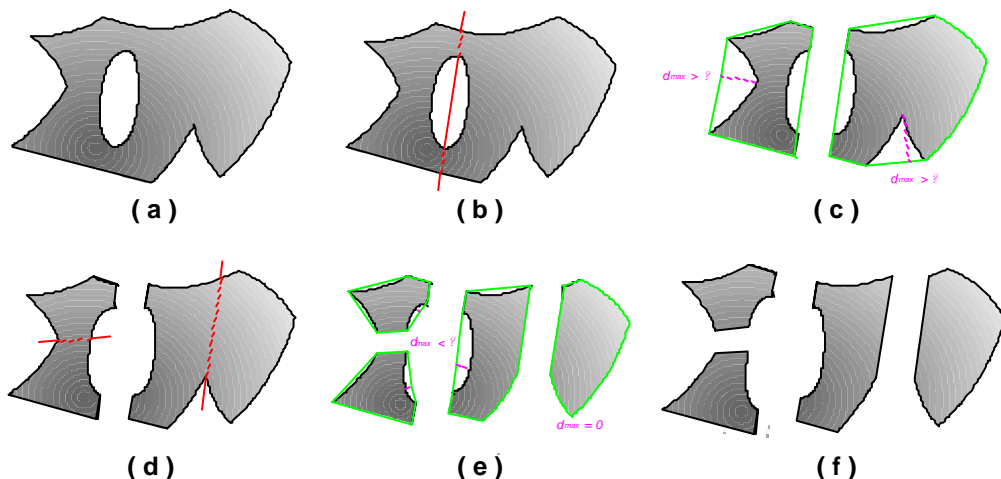 ( a )
( b )
d max > ?
d max > ?
( c )
( d )
d max < ?
d max = 0
( e )
( f )